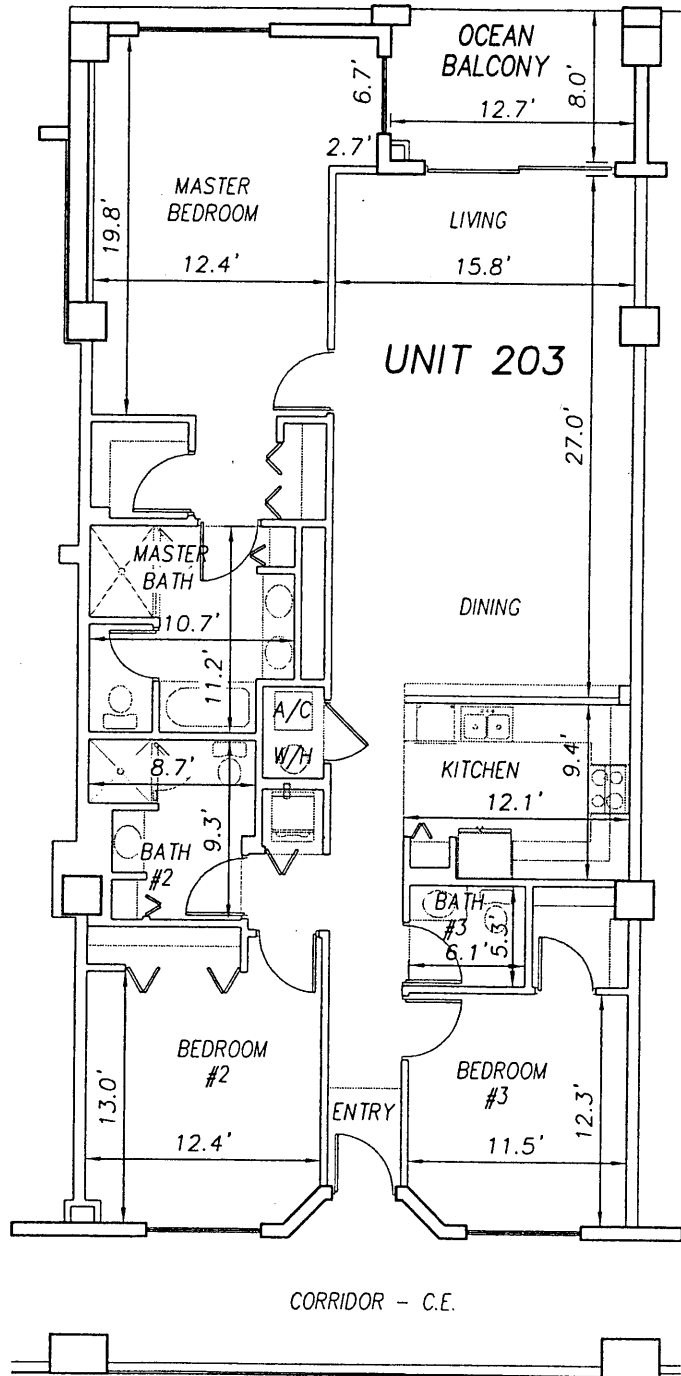 OCEAN
BALCONY
6.7'
8.0'
12.7'
2.7'
MASTER
BEDROOM
LIVING
19.8'
12.4'
15.8'
UNIT 203
27.0'
MASTER
BATH
DINING
10.7'
11.2'
A/C
W/H
KITCHEN
9.4'
12.1'
8.7'
9.3'
BATH
#2
BATH
#3
5.3'
6.1'
BEDROOM
#2
BEDROOM
#3
13.0'
12.3'
ENTRY
12.4'
11.5'
CORRIDOR - C.E.